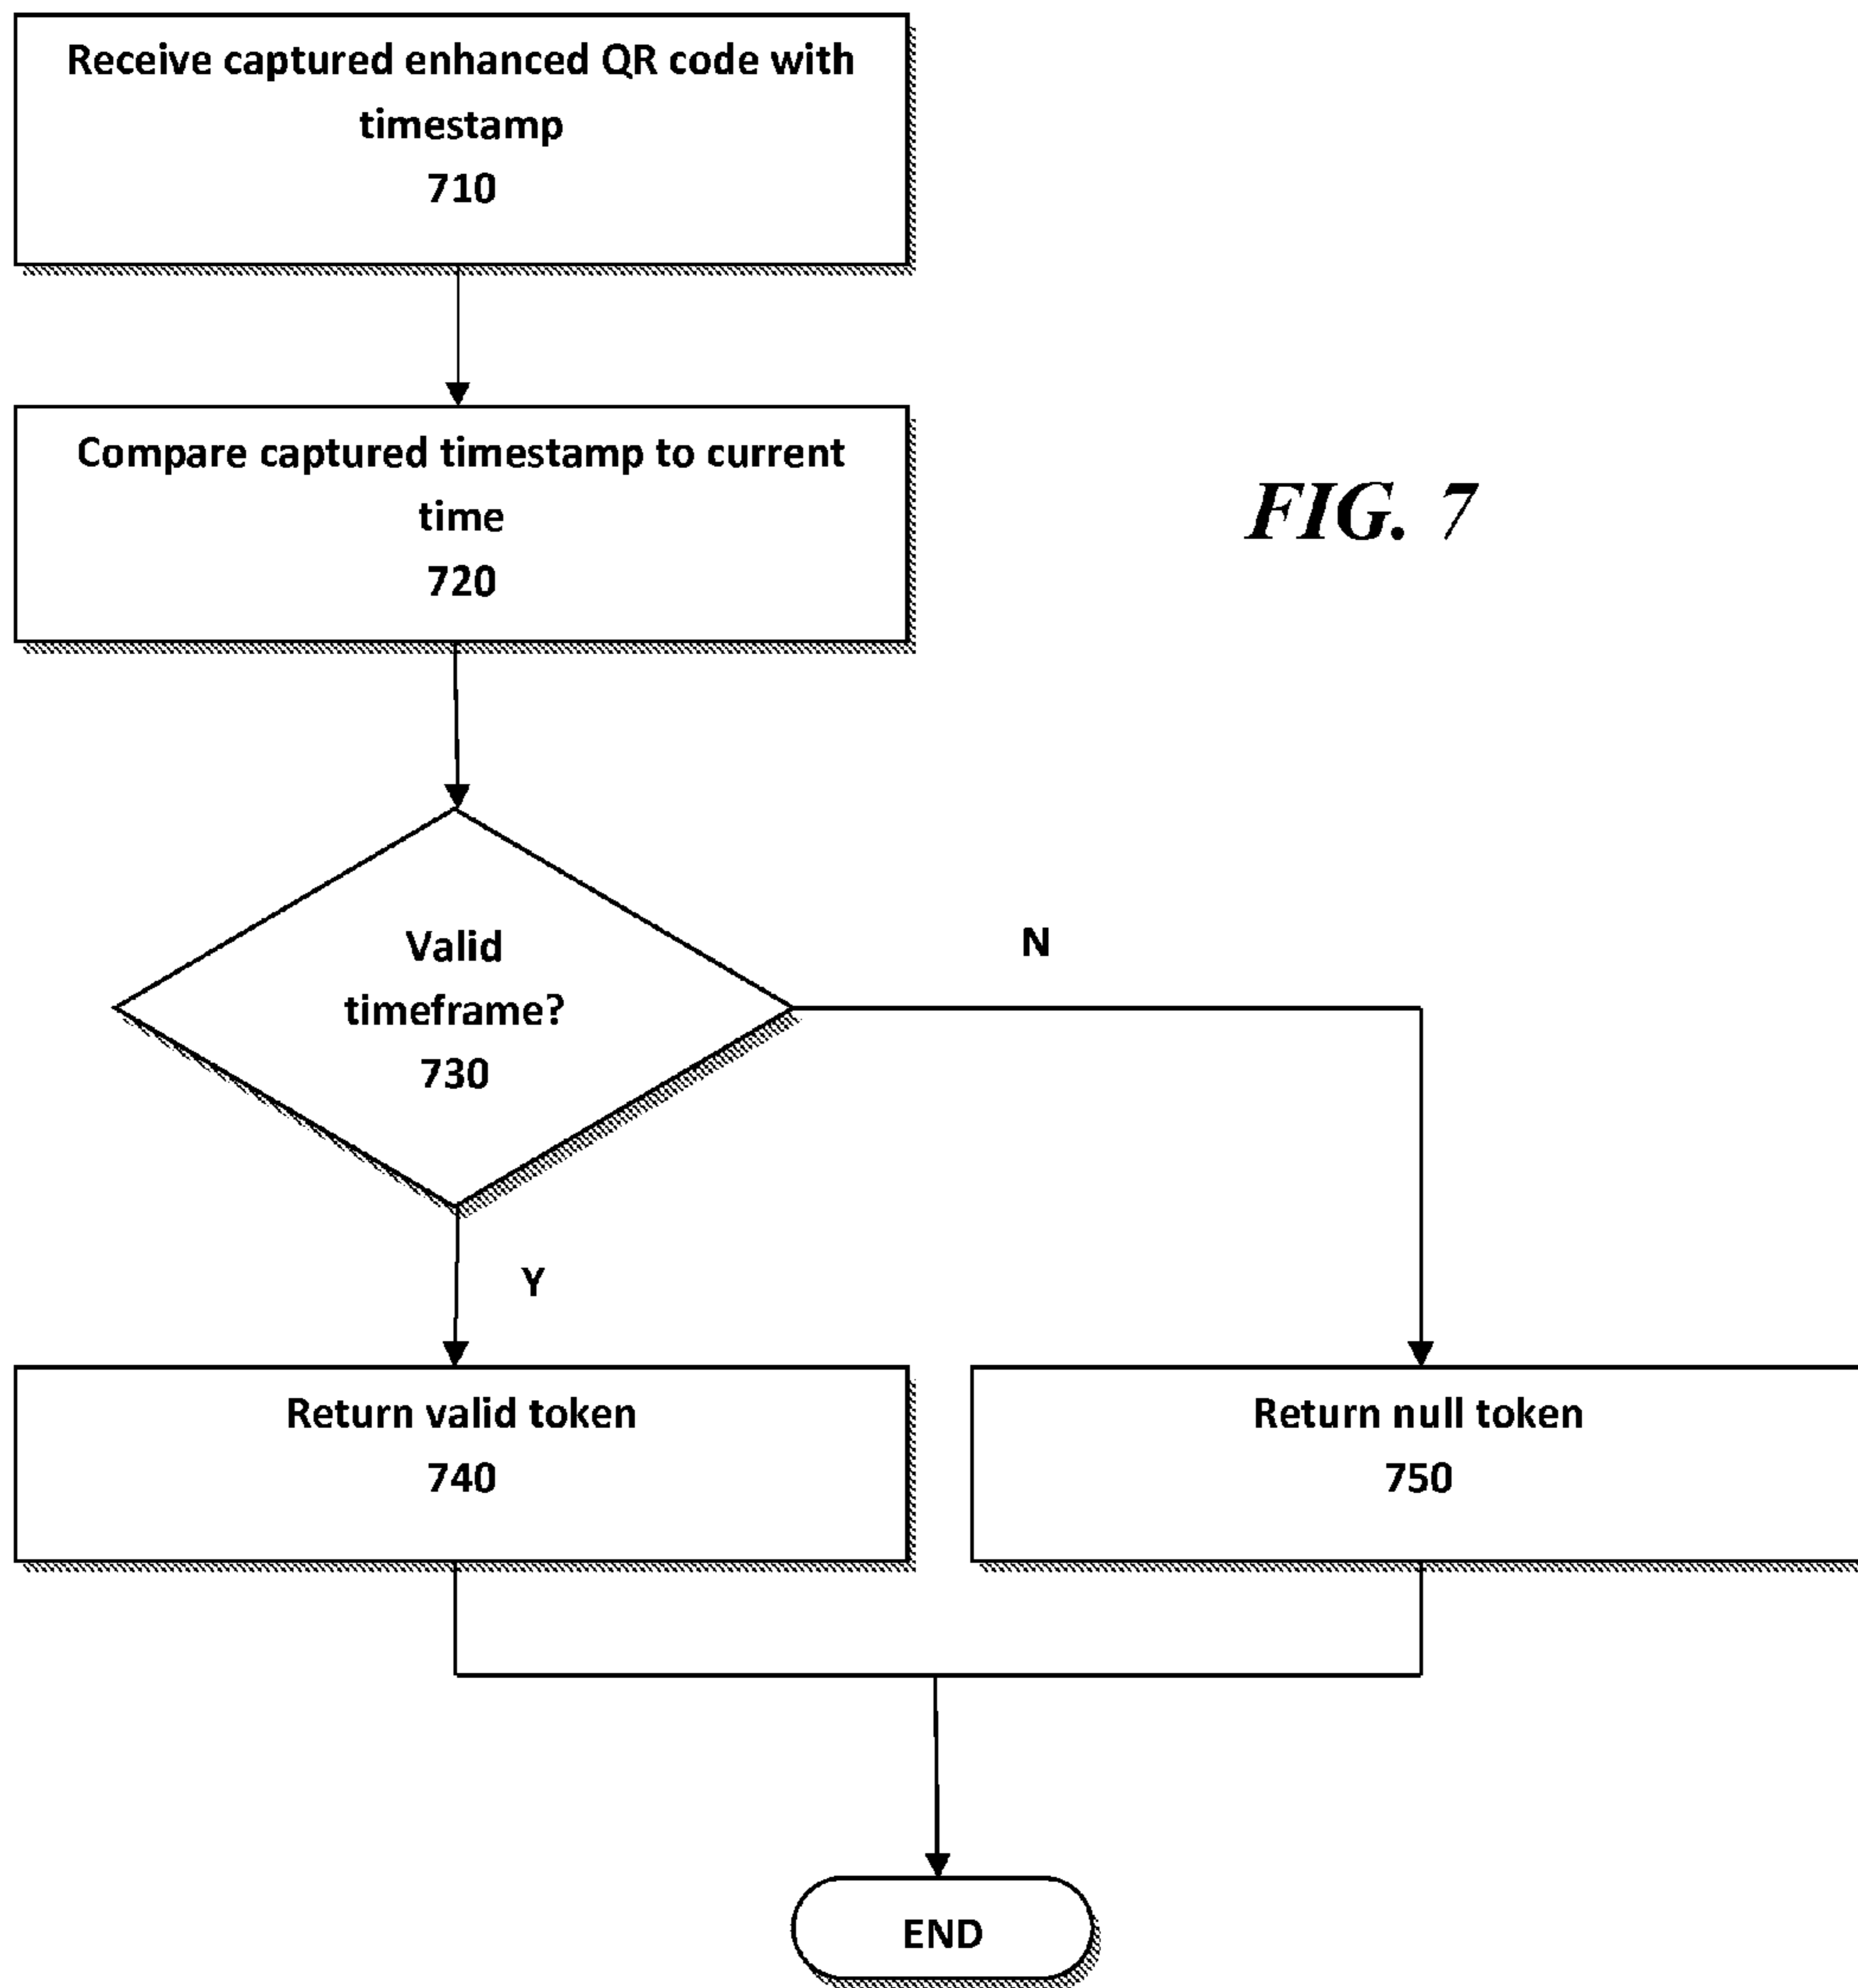 Receive captured enhanced QR code with
timestamp
710
Compare captured timestamp to current
time
720
FIG. 7
Valid
timeframe?
730
N
Y
Return valid token
740
Return null token
750
END